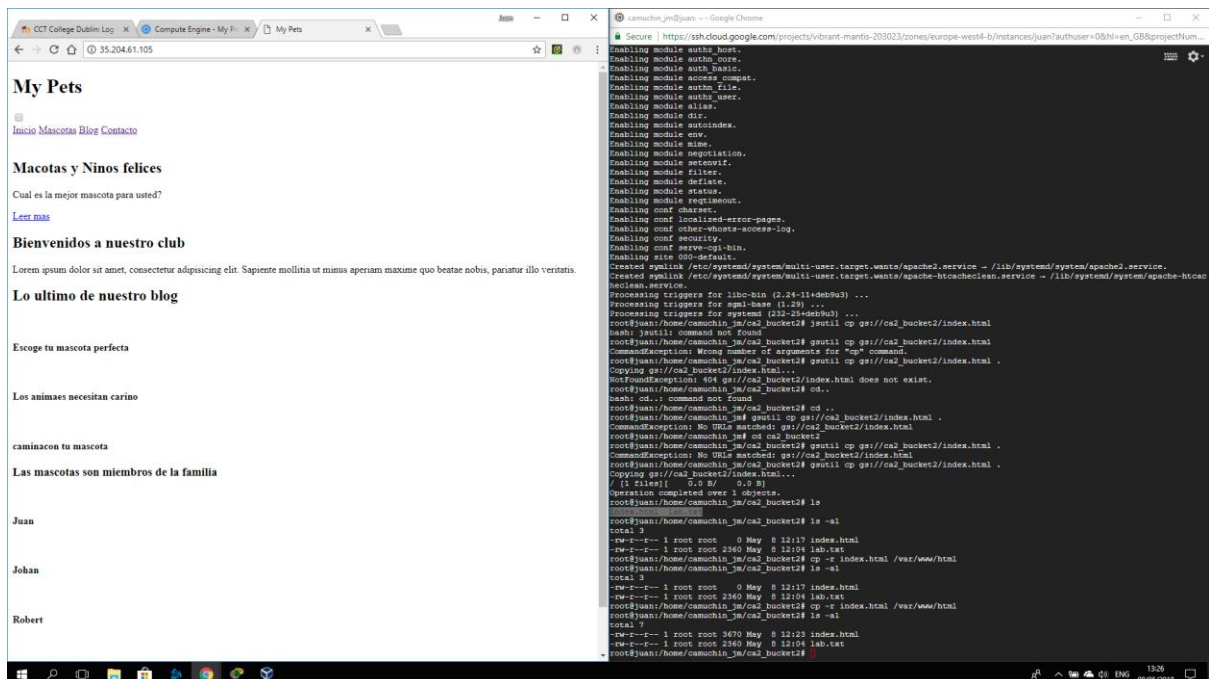 Juan
CCT College Dublin: Log
Compute Engine - My Pr
My Pets
35.204.61.105
My Pets
Inicio Mascotas Blog Contacto
Macotas y Ninos felices
Cual es la mejor mascota para usted?
Leer mas
Bienvenidos a nuestro club
Lorem ipsum dolor sit amet, consectetur adipisicing elit. Sapiente mollitia ut minus aperiam maxime quo beatae nobis, pariatur illo veritatis.
Lo ultimo de nuestro blog
Escoge tu mascota perfecta
Los animaes necesitan carino
caminacon tu mascota
Las mascotas son miembros de la familia
Juan
Johan
Robert
camuchin_jm@juan: ~ - Google Chrome
Secure | https://ssh.cloud.google.com/projects/vibrant-mantis-203023/zones/europe-west4-b/instances/juan?authuser=0&hl=en_GB&projectNum...
Enabling module authz_host.
Enabling module authn_core.
Enabling module auth_basic.
Enabling module access_compat.
Enabling module authn_file.
Enabling module authz_user.
Enabling module alias.
Enabling module dir.
Enabling module autoindex.
Enabling module env.
Enabling module mime.
Enabling module negotiation.
Enabling module setenvif.
Enabling module filter.
Enabling module deflate.
Enabling module status.
Enabling module reqtimeout.
Enabling conf charset.
Enabling conf localized-error-pages.
Enabling conf other-vhosts-access-log.
Enabling conf security.
Enabling conf serve-cgi-bin.
Enabling site 000-default.
Created symlink /etc/systemd/system/multi-user.target.wants/apache2.service → /lib/systemd/system/apache2.service.
Created symlink /etc/systemd/system/multi-user.target.wants/apache-htcacheclean.service → /lib/systemd/system/apache-htcac
heclean.service.
Processing triggers for libc-bin (2.24-11+deb9u3) ...
Processing triggers for sgml-base (1.29) ...
Processing triggers for systemd (232-25+deb9u3) ...
root@juan:/home/camuchin_jm/ca2_bucket2# jsutil cp gs://ca2_bucket2/index.html
bash: jsutil: command not found
root@juan:/home/camuchin_jm/ca2_bucket2# gsutil cp gs://ca2_bucket2/index.html
CommandException: Wrong number of arguments for "cp" command.
root@juan:/home/camuchin_jm/ca2_bucket2# gsutil cp gs://ca2_bucket2/index.html .
Copying gs://ca2_bucket2/index.html...
NotFoundException: 404 gs://ca2_bucket2/index.html does not exist.
root@juan:/home/camuchin_jm/ca2_bucket2# cd..
bash: cd..: command not found
root@juan:/home/camuchin_jm/ca2_bucket2# cd ..
root@juan:/home/camuchin_jm# gsutil cp gs://ca2_bucket2/index.html .
CommandException: No URLs matched: gs://ca2_bucket2/index.html
root@juan:/home/camuchin_jm# cd ca2_bucket2
root@juan:/home/camuchin_jm/ca2_bucket2# gsutil cp gs://ca2_bucket2/index.html .
CommandException: No URLs matched: gs://ca2_bucket2/index.html
root@juan:/home/camuchin_jm/ca2_bucket2# gsutil cp gs://ca2_bucket2/index.html .
Copying gs://ca2_bucket2/index.html...
/ [1 files][ 0.0 B/ 0.0 B]
Operation completed over 1 objects.
root@juan:/home/camuchin_jm/ca2_bucket2# ls
index.html lab.txt
root@juan:/home/camuchin_jm/ca2_bucket2# ls -al
total 3
-rw-r--r-- 1 root root 0 May 8 12:17 index.html
-rw-r--r-- 1 root root 2360 May 8 12:04 lab.txt
root@juan:/home/camuchin_jm/ca2_bucket2# cp -r index.html /var/www/html
root@juan:/home/camuchin_jm/ca2_bucket2# ls -al
total 3
-rw-r--r-- 1 root root 0 May 8 12:17 index.html
-rw-r--r-- 1 root root 2360 May 8 12:04 lab.txt
root@juan:/home/camuchin_jm/ca2_bucket2# cp -r index.html /var/www/html
root@juan:/home/camuchin_jm/ca2_bucket2# ls -al
total 7
-rw-r--r-- 1 root root 3670 May 8 12:23 index.html
-rw-r--r-- 1 root root 2360 May 8 12:04 lab.txt
root@juan:/home/camuchin_jm/ca2_bucket2#
ENG
13:26